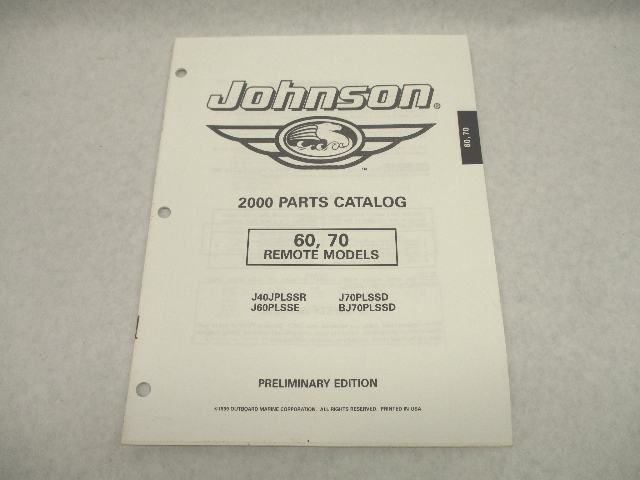 Johnson®
60, 70
2000 PARTS CATALOG
60, 70
REMOTE MODELS
J40JPLSSR J70PLSSD
J60PLSSE BJ70PLSSD
PRELIMINARY EDITION
©1999 OUTBOARD MARINE CORPORATION. ALL RIGHTS RESERVED. PRINTED IN USA